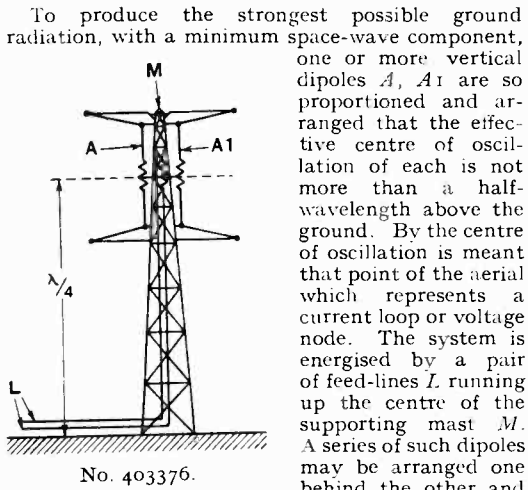 To produce the strongest possible ground
radiation, with a minimum space-wave component,
one or more vertical
dipoles A, A1 are so
proportioned and ar-
ranged that the effec-
tive centre of oscil-
lation of each is not
more than a half-
wavelength above the
ground. By the centre
of oscillation is meant
that point of the aerial
which represents a
current loop or voltage
node. The system is
energised by a pair
of feed-lines L running
up the centre of the
supporting mast M.
A series of such dipoles
may be arranged one
behind the other and
M
A
A1
λ/4
L
No. 403376.